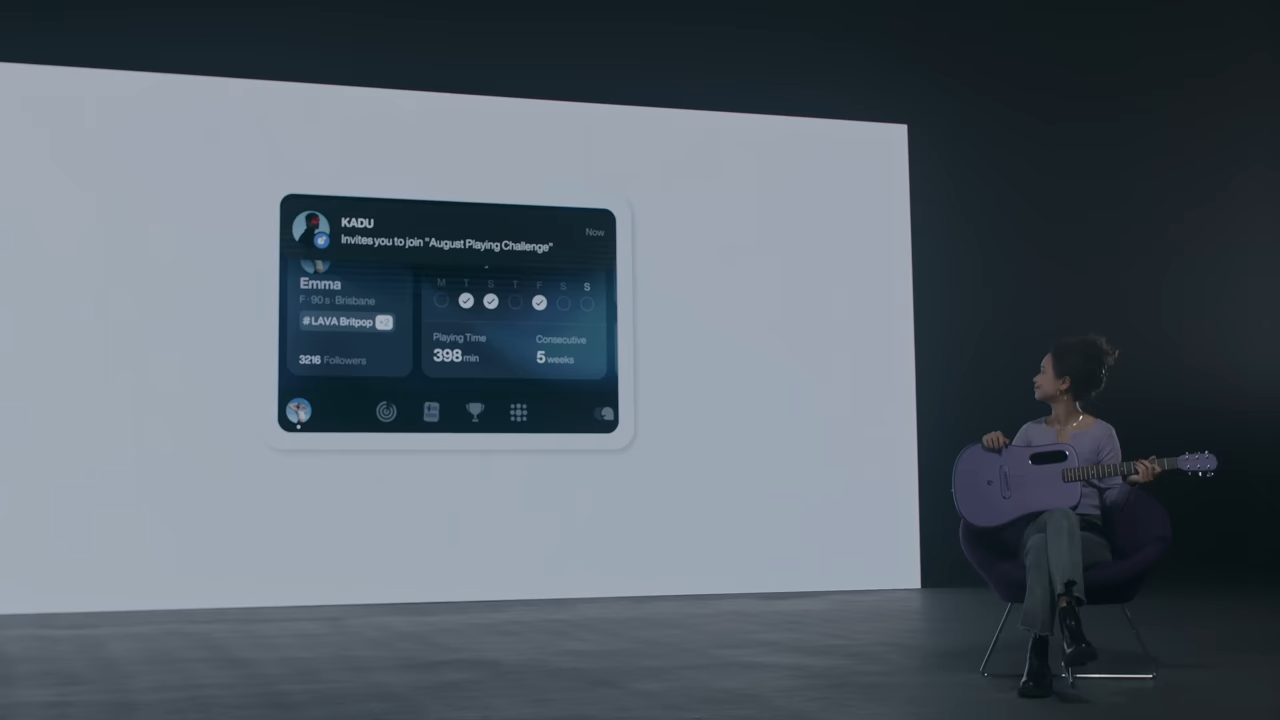 KADU
Invites you to join "August Playing Challenge"
Now
Emma
F · 90 s · Brisbane
# LAVA Britpop +2
3216 Followers
M T S T F S S
Playing Time
398 min
Consecutive
5 weeks